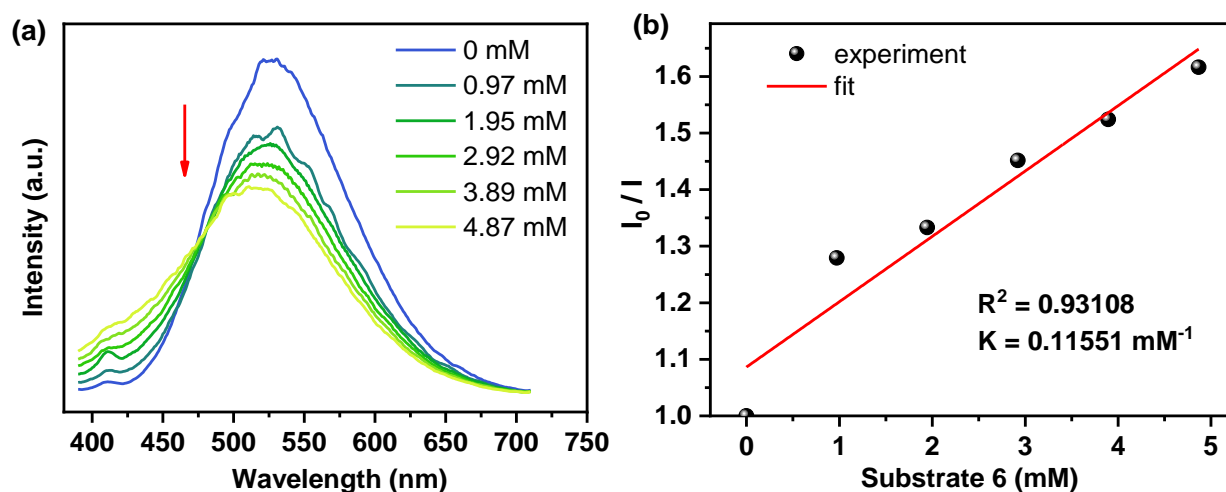 (a)
0 mM
0.97 mM
1.95 mM
2.92 mM
3.89 mM
4.87 mM
Intensity (a.u.)
400 450 500 550 600 650 700 750
Wavelength (nm)
(b)
experiment
fit
1.6
1.5
1.4
1.3
1.2
1.1
1.0
I₀ / I
R² = 0.93108
K = 0.11551 mM⁻¹
0 1 2 3 4 5
Substrate 6 (mM)